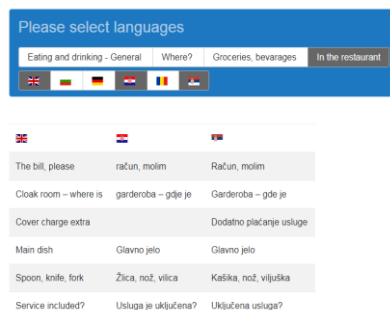 Please select languages
Eating and drinking - General Where? Groceries, bevarages In the restaurant
The bill, please račun, molim Račun, molim
Cloak room – where is garderoba – gdje je Garderoba – gde je
Cover charge extra Dodatno plaćanje usluge
Main dish Glavno jelo Glavno jelo
Spoon, knife, fork Žlica, nož, vilica Kašika, nož, viljuška
Service included? Usluga je uključena? Uključena usluga?